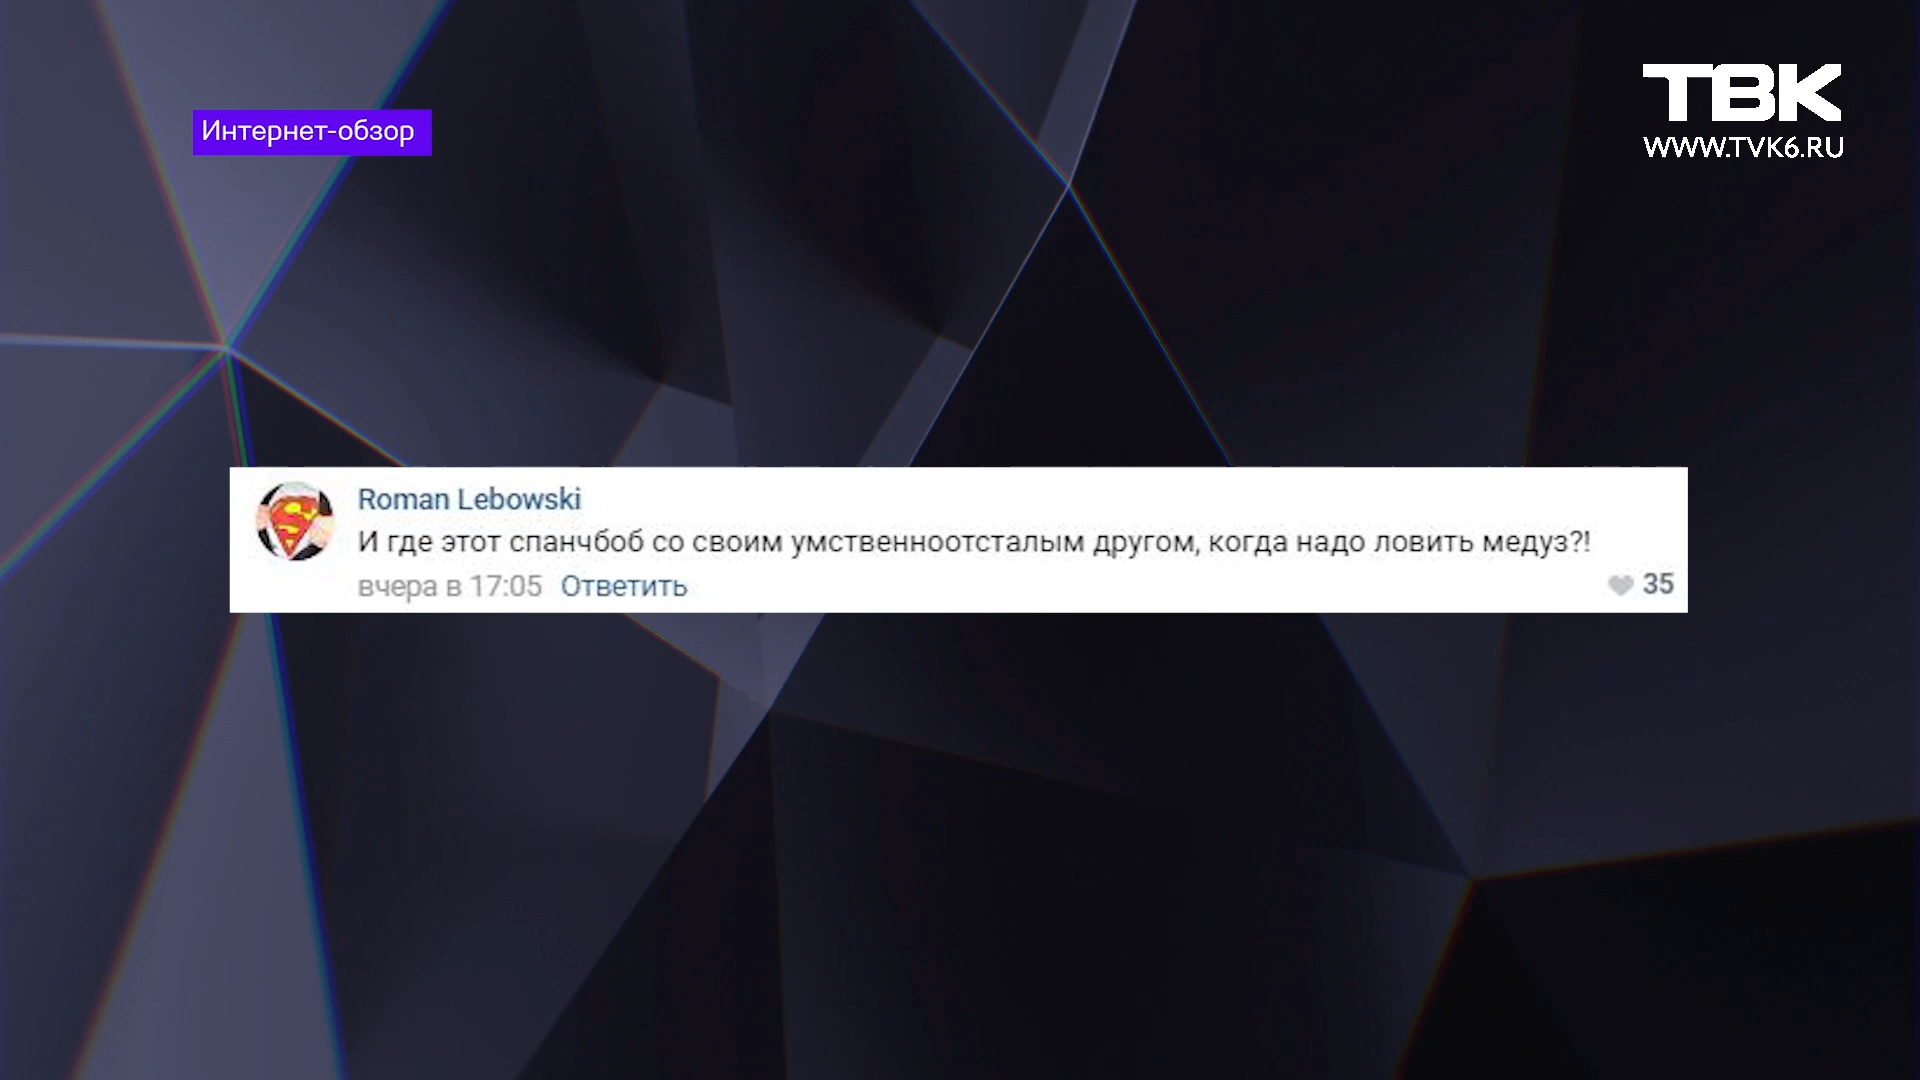 Интернет-обзор
ТВК
WWW.TVK6.RU
Roman Lebowski
И где этот спанчбоб со своим умственноотсталым другом, когда надо ловить медуз?!
вчера в 17:05 Ответить
35